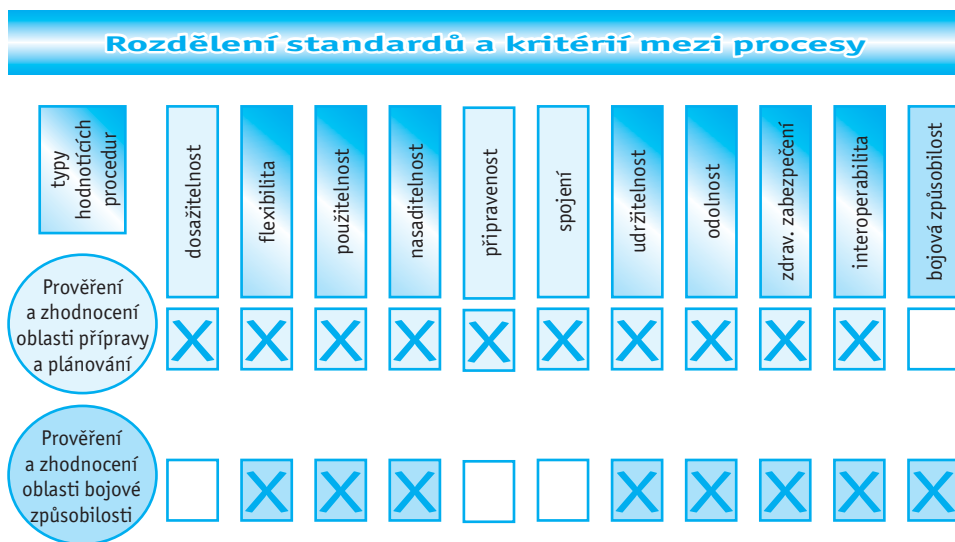 Rozdělení standardů a kritérií mezi procesy
typy
hodnotících
procedur
dosažitelnost
flexibilita
použitelnost
nasaditelnost
připravenost
spojení
udržitelnost
odolnost
zdrav. zabezpečení
interoperabilita
bojová způsobilost
Prověření
a zhodnocení
oblasti přípravy
a plánování
X X X X X X X X X X
Prověření
a zhodnocení
oblasti bojové
způsobilosti
X X X X X X X X